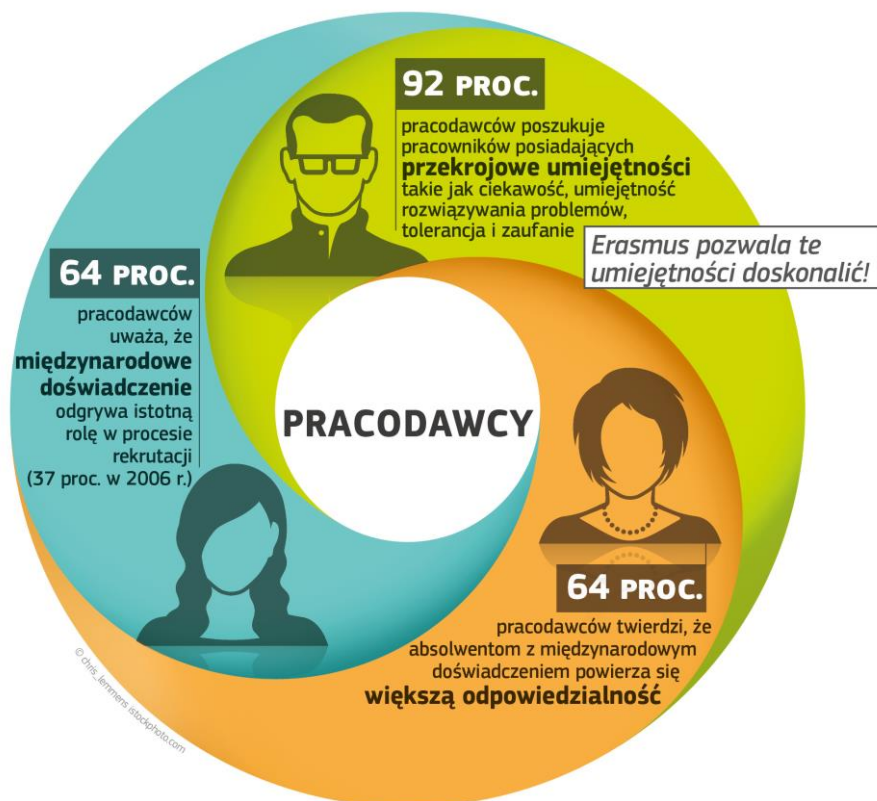 92 PROC.
pracodawców poszukuje
pracowników posiadających
przekrojowe umiejętności
takie jak ciekawość, umiejętność
rozwiązywania problemów,
tolerancja i zaufanie
Erasmus pozwala te
umiejętności doskonalić!
64 PROC.
pracodawców
uważa, że
międzynarodowe
doświadczenie
odgrywa istotną
rolę w procesie
rekrutacji
(37 proc. w 2006 r.)
PRACODAWCY
64 PROC.
pracodawców twierdzi, że
absolwentom z międzynarodowym
doświadczeniem powierza się
większą odpowiedzialność
© chris_lemmens istockphoto.com